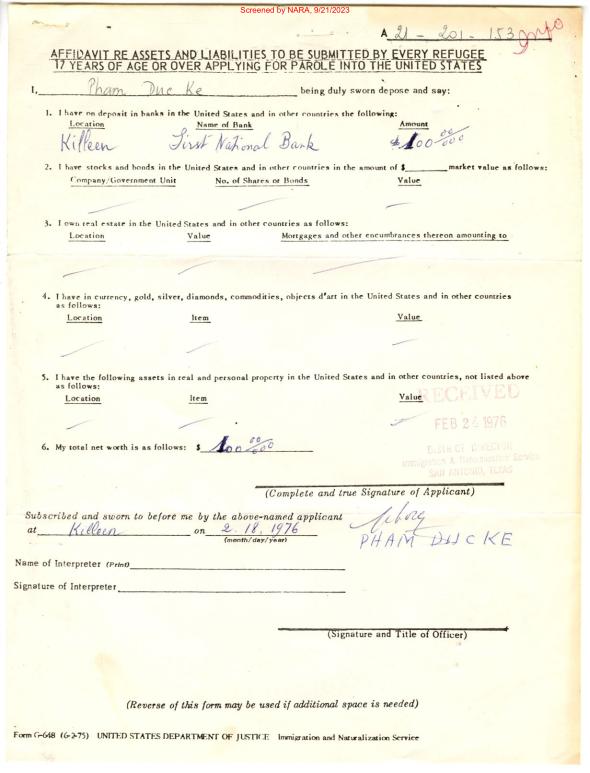 Screened by NARA, 9/21/2023
A 21 - 201 - 153
AFFIDAVIT RE ASSETS AND LIABILITIES TO BE SUBMITTED BY EVERY REFUGEE
17 YEARS OF AGE OR OVER APPLYING FOR PAROLE INTO THE UNITED STATES
I, Pham Duc Ke being duly sworn depose and say:
1. I have on deposit in banks in the United States and in other countries the following:
Location Name of Bank Amount
Killeen First National Bank $100 00/000
2. I have stocks and bonds in the United States and in other countries in the amount of $ market value as follows:
Company/Government Unit No. of Shares or Bonds Value
3. I own real estate in the United States and in other countries as follows:
Location Value Mortgages and other encumbrances thereon amounting to
4. I have in currency, gold, silver, diamonds, commodities, objects d'art in the United States and in other countries
as follows:
Location Item Value
5. I have the following assets in real and personal property in the United States and in other countries, not listed above
as follows:
Location Item Value
RECEIVED
FEB 24 1976
DISTRICT DIRECTOR
Immigration & Naturalization Service
SAN ANTONIO, TEXAS
6. My total net worth is as follows: $ 100 00/000
(Complete and true Signature of Applicant)
Subscribed and sworn to before me by the above-named applicant
at Killeen on 2.18.1976
(month/day/year)
PHAM DUC KE
Name of Interpreter (Print)
Signature of Interpreter
(Signature and Title of Officer)
(Reverse of this form may be used if additional space is needed)
Form G-648 (6-2-75) UNITED STATES DEPARTMENT OF JUSTICE Immigration and Naturalization Service